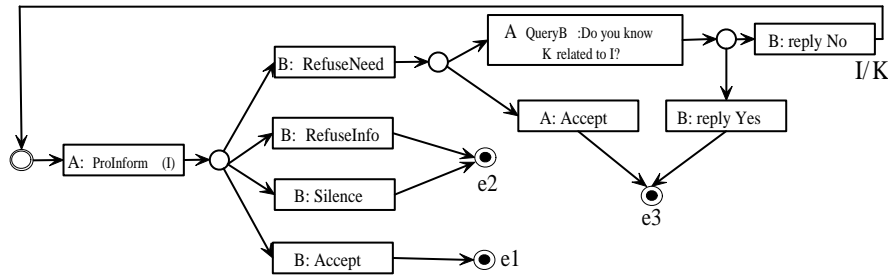 A QueryB :Do you know
K related to I?
B: reply No
I/K
B: RefuseNeed
A: Accept
B: reply Yes
B: RefuseInfo
A: ProInform (I)
B: Silence
e2
e3
B: Accept
e1